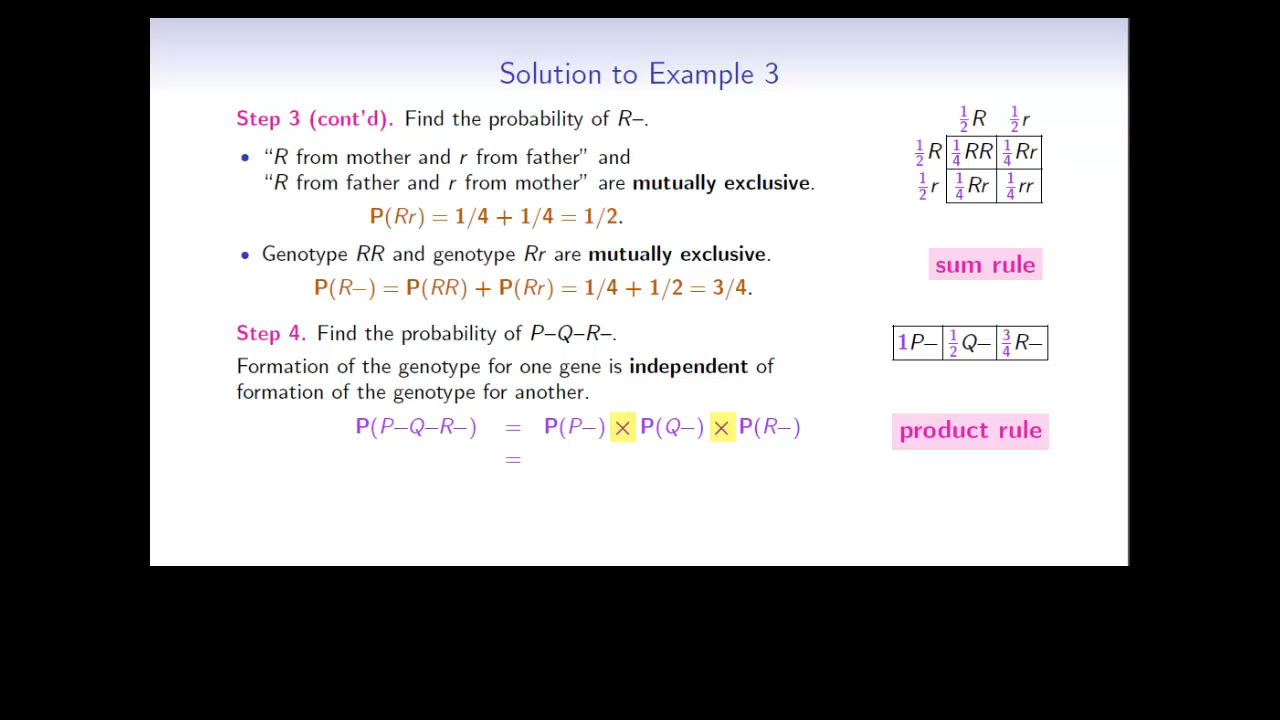 Solution to Example 3
Step 3 (cont'd). Find the probability of R–.
• “R from mother and r from father” and
“R from father and r from mother” are mutually exclusive.
P(Rr) = 1/4 + 1/4 = 1/2.
• Genotype RR and genotype Rr are mutually exclusive.
P(R–) = P(RR) + P(Rr) = 1/4 + 1/2 = 3/4.
Step 4. Find the probability of P–Q–R–.
Formation of the genotype for one gene is independent of
formation of the genotype for another.
P(P–Q–R–) = P(P–) × P(Q–) × P(R–)
=
1/2 R 1/2 r
1/2 R 1/4 RR 1/4 Rr
1/2 r 1/4 Rr 1/4 rr
sum rule
1 P– 1/2 Q– 3/4 R–
product rule